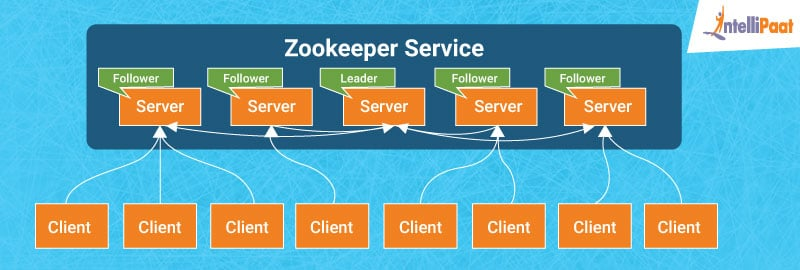 IntelliPaat
Zookeeper Service
Follower
Follower
Leader
Follower
Follower
Server
Server
Server
Server
Server
Client
Client
Client
Client
Client
Client
Client
Client